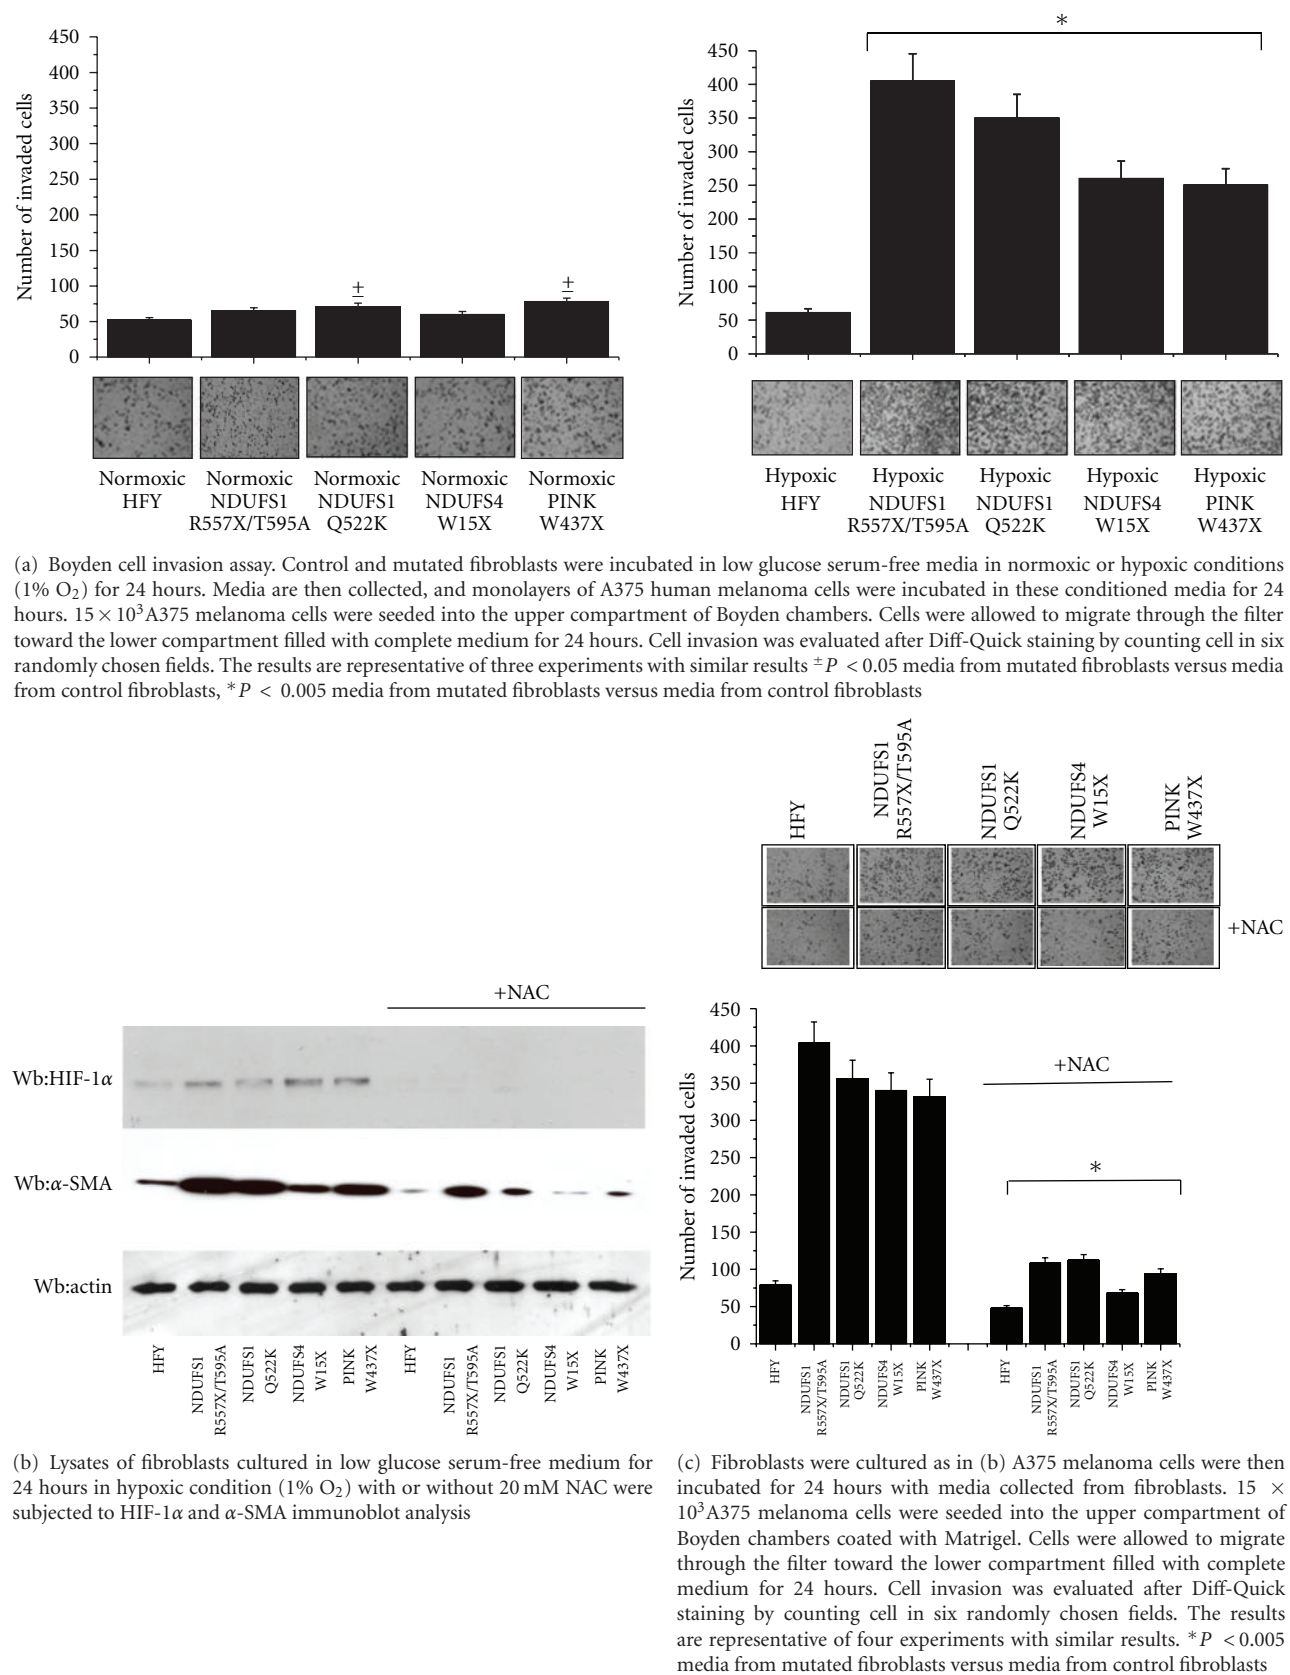 450
400
350
300
250
200
150
100
50
0
Number of invaded cells
±
±
Normoxic HFY
Normoxic NDUFS1 R557X/T595A
Normoxic NDUFS1 Q522K
Normoxic NDUFS4 W15X
Normoxic PINK W437X
*
450
400
350
300
250
200
150
100
50
0
Number of invaded cells
Hypoxic HFY
Hypoxic NDUFS1 R557X/T595A
Hypoxic NDUFS1 Q522K
Hypoxic NDUFS4 W15X
Hypoxic PINK W437X
(a) Boyden cell invasion assay. Control and mutated fibroblasts were incubated in low glucose serum-free media in normoxic or hypoxic conditions
(1% O₂) for 24 hours. Media are then collected, and monolayers of A375 human melanoma cells were incubated in these conditioned media for 24
hours. 15 × 10³A375 melanoma cells were seeded into the upper compartment of Boyden chambers. Cells were allowed to migrate through the filter
toward the lower compartment filled with complete medium for 24 hours. Cell invasion was evaluated after Diff-Quick staining by counting cell in six
randomly chosen fields. The results are representative of three experiments with similar results ±P < 0.05 media from mutated fibroblasts versus media
from control fibroblasts, *P < 0.005 media from mutated fibroblasts versus media from control fibroblasts
+NAC
Wb:HIF-1α
Wb:α-SMA
Wb:actin
HFY
NDUFS1 R557X/T595A
NDUFS1 Q522K
NDUFS4 W15X
PINK W437X
HFY
NDUFS1 R557X/T595A
NDUFS1 Q522K
NDUFS4 W15X
PINK W437X
(b) Lysates of fibroblasts cultured in low glucose serum-free medium for
24 hours in hypoxic condition (1% O₂) with or without 20 mM NAC were
subjected to HIF-1α and α-SMA immunoblot analysis
HFY
NDUFS1 R557X/T595A
NDUFS1 Q522K
NDUFS4 W15X
PINK W437X
+NAC
450
400
350
300
250
200
150
100
50
0
Number of invaded cells
+NAC
*
HFY
NDUFS1 R557X/T595A
NDUFS1 Q522K
NDUFS4 W15X
PINK W437X
HFY
NDUFS1 R557X/T595A
NDUFS1 Q522K
NDUFS4 W15X
PINK W437X
(c) Fibroblasts were cultured as in (b) A375 melanoma cells were then
incubated for 24 hours with media collected from fibroblasts. 15 ×
10³A375 melanoma cells were seeded into the upper compartment of
Boyden chambers coated with Matrigel. Cells were allowed to migrate
through the filter toward the lower compartment filled with complete
medium for 24 hours. Cell invasion was evaluated after Diff-Quick
staining by counting cell in six randomly chosen fields. The results
are representative of four experiments with similar results. *P < 0.005
media from mutated fibroblasts versus media from control fibroblasts